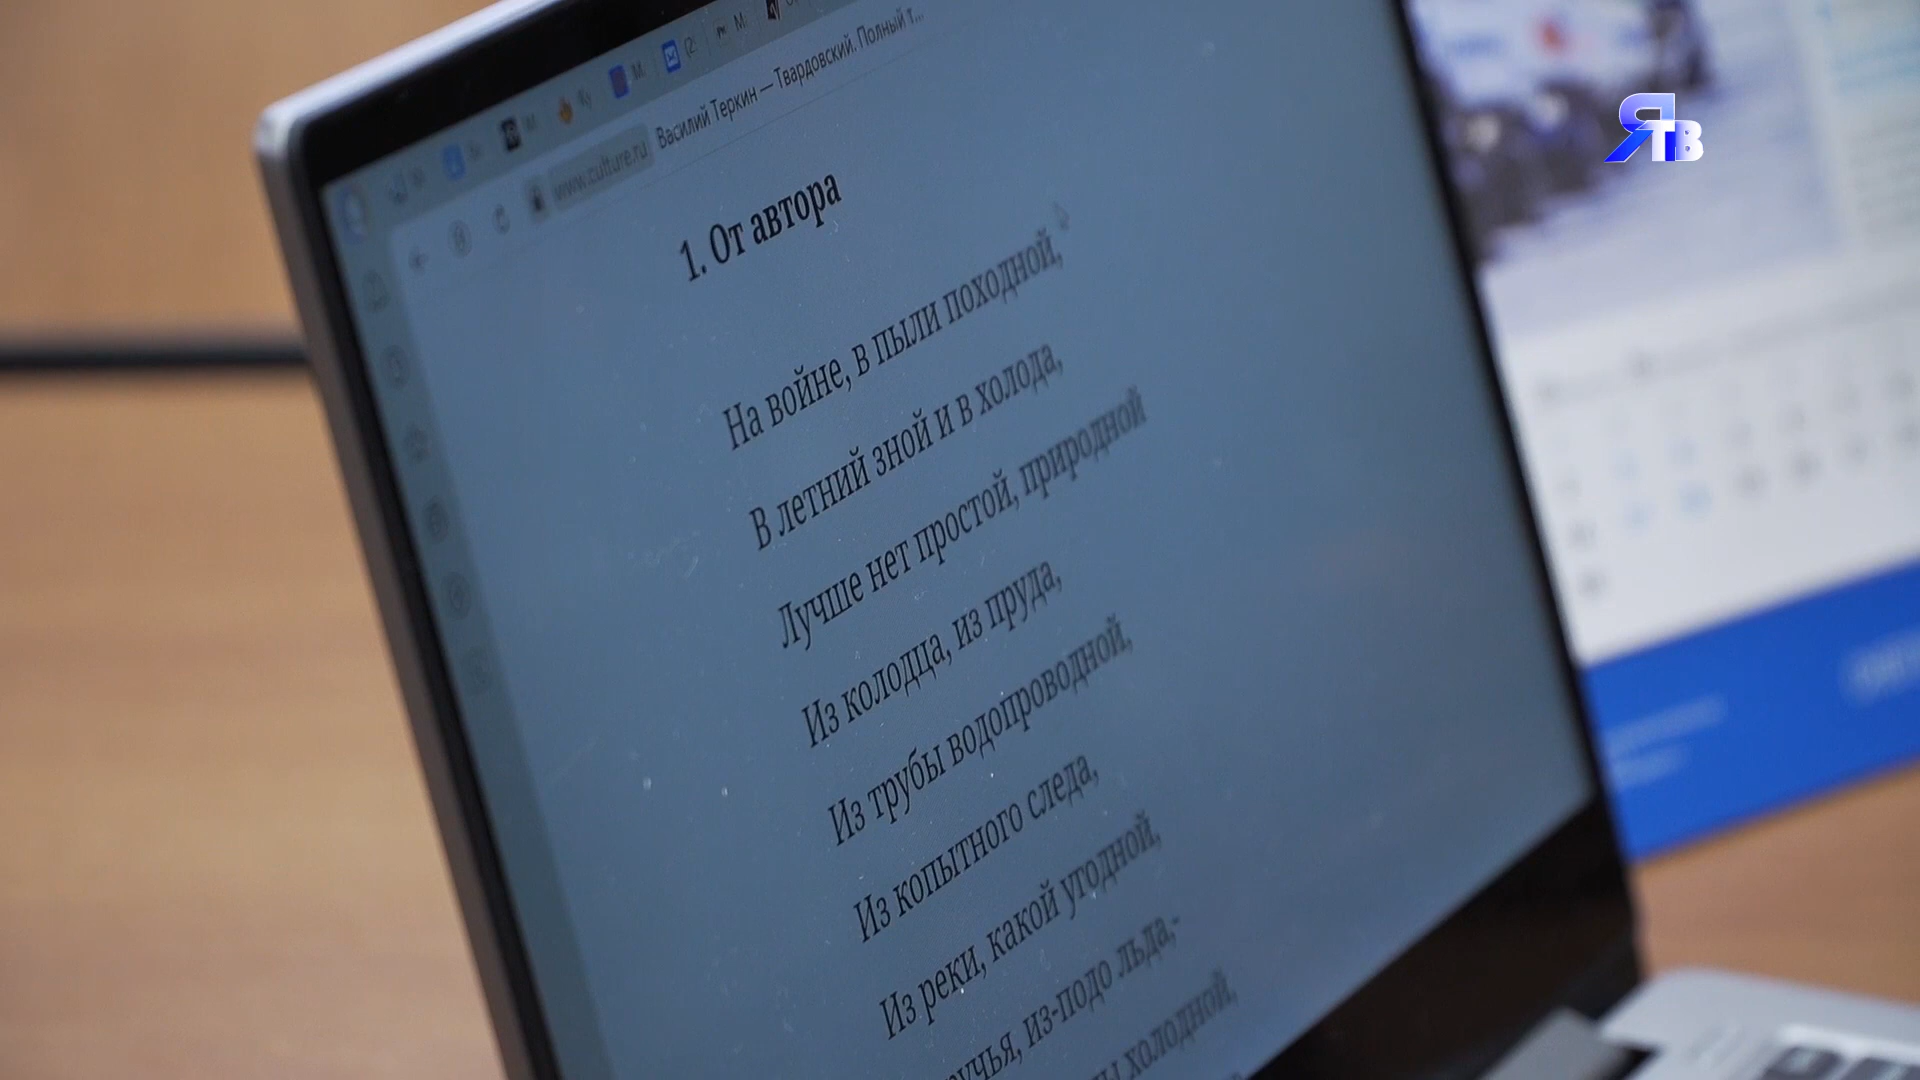 Василий Теркин — Твардовский. Полный т...
www.culture.ru
ЯТВ
1. От автора
На войне, в пыли походной,
В летний зной и в холода,
Лучше нет простой, природной
Из колодца, из пруда,
Из трубы водопроводной,
Из копытного следа,
Из реки, какой угодной,
учья, из-подо льда,-
холодной,